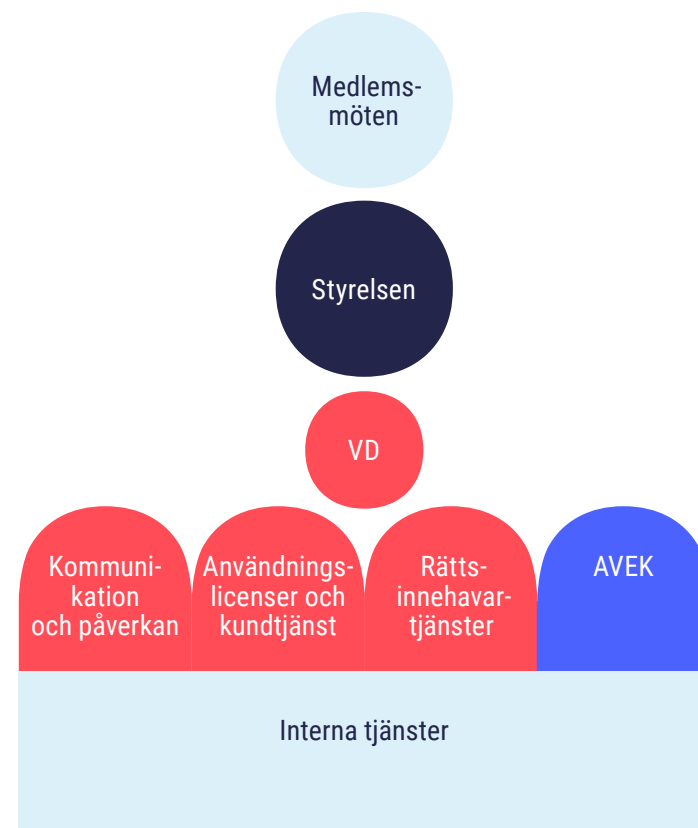 Medlems-
möten
Styrelsen
VD
Kommuni-
kation
och påverkan
Användnings-
licenser och
kundtjänst
Rätts-
innehavar-
tjänster
AVEK
Interna tjänster